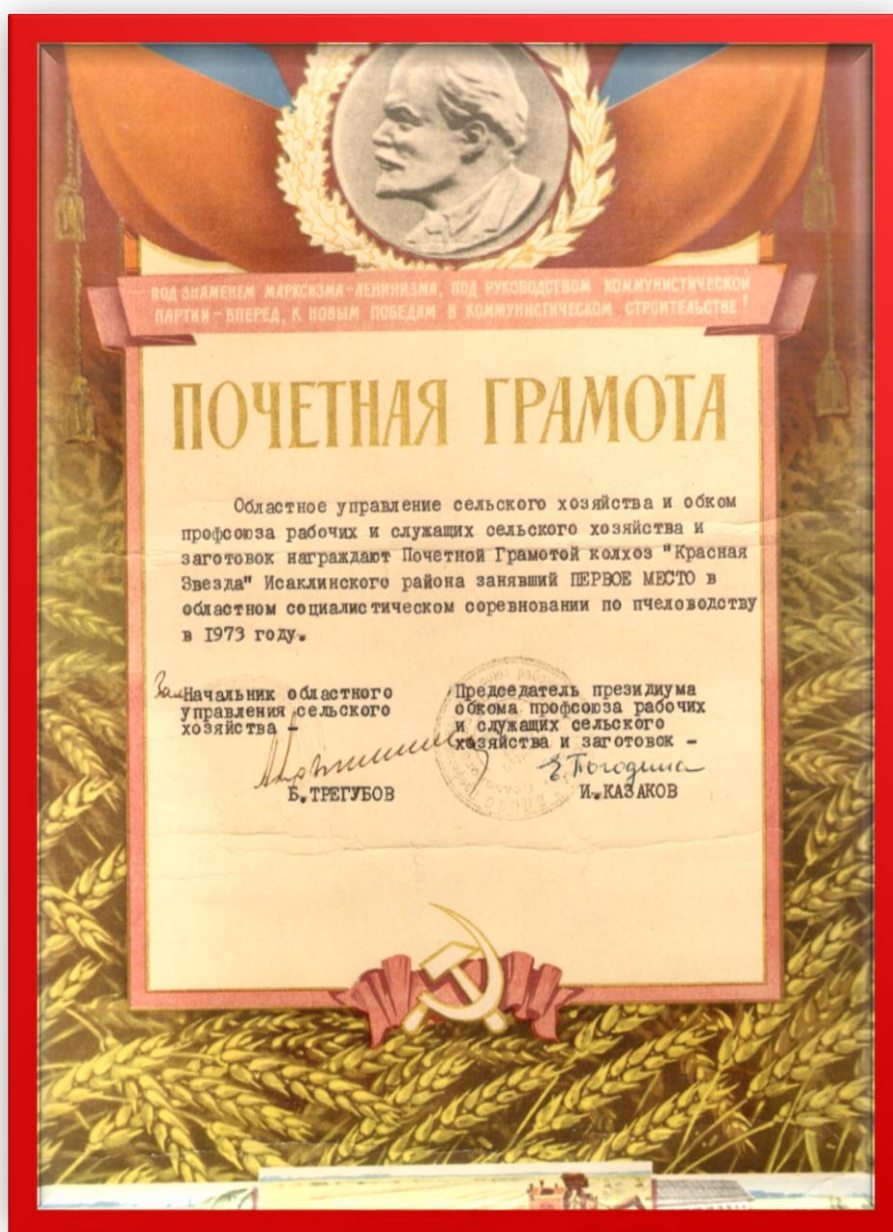 ПОД ЗНАМЕНЕМ МАРКСИЗМА-ЛЕНИНИЗМА, ПОД РУКОВОДСТВОМ КОММУНИСТИЧЕСКОЙ
ПАРТИИ - ВПЕРЕД, К НОВЫМ ПОБЕДАМ В КОММУНИСТИЧЕСКОМ СТРОИТЕЛЬСТВЕ!
ПОЧЕТНАЯ ГРАМОТА
Областное управление сельского хозяйства и обком
профсоюза рабочих и служащих сельского хозяйства и
заготовок награждают Почетной Грамотой колхоз "Красная
Звезда" Исаклинского района занявший ПЕРВОЕ МЕСТО в
областном социалистическом соревновании по пчеловодству
в 1973 году.
Зам Начальник областного
управления сельского
хозяйства -
Б.ТРЕГУБОВ
Председатель президиума
обкома профсоюза рабочих
и служащих сельского
хозяйства и заготовок -
Погодина
И.КАЗАКОВ